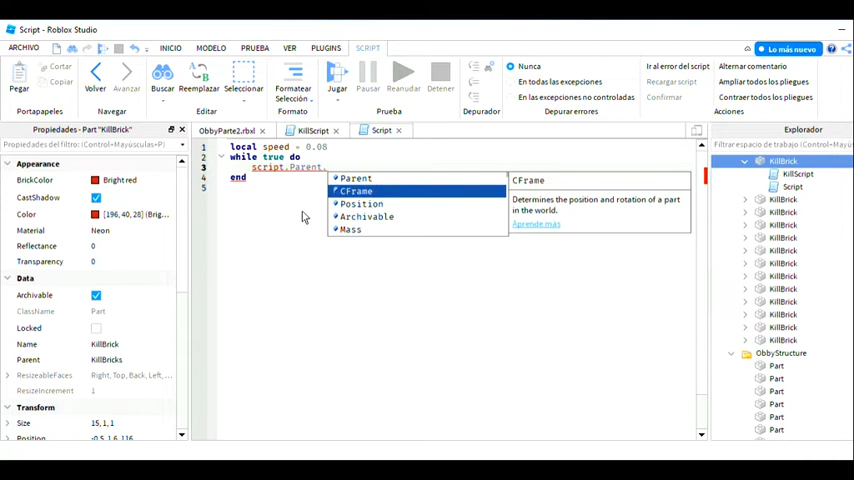 Script - Roblox Studio
ARCHIVO INICIO MODELO PRUEBA VER PLUGINS SCRIPT Lo más nuevo
Pegar Cortar Copiar
Portapapeles
Volver Avanzar
Navegar
Buscar Reemplazar Seleccionar
Editar
Formatear Selección
Formato
Jugar Pausar Reanudar Detener
Prueba
Depurador
Nunca
En todas las excepciones
En las excepciones no controladas
Depurar errores
Ir al error del script
Recargar script
Confirmar
Alternar comentario
Ampliar todos los pliegues
Contraer todos los pliegues
Acciones
Propiedades - Part "KillBrick"
Propiedades del filtro: (Control+Mayúsculas+P)
Appearance
BrickColor Bright red
CastShadow
Color [196, 40, 28] (Brig...
Material Neon
Reflectance 0
Transparency 0
Data
Archivable
ClassName Part
Locked
Name KillBrick
Parent KillBricks
ResizeableFaces Right, Top, Back, Left, ...
ResizeIncrement 1
Transform
Size 15, 1, 1
Position -0.5, 1.6, 116
ObbyParte2.rbxl KillScript Script
1 local speed = 0.08
2 while true do
3 script.Parent.
4 end
5
Parent
CFrame
Position
Archivable
Mass
CFrame
Determines the position and rotation of a part
in the world.
Aprende más
Explorador
Filtrar espacio de trabajo (Control+
KillBrick
KillScript
Script
KillBrick
KillBrick
KillBrick
KillBrick
KillBrick
KillBrick
KillBrick
KillBrick
KillBrick
KillBrick
KillBrick
KillBrick
ObbyStructure
Part
Part
Part
Part
Part
Part